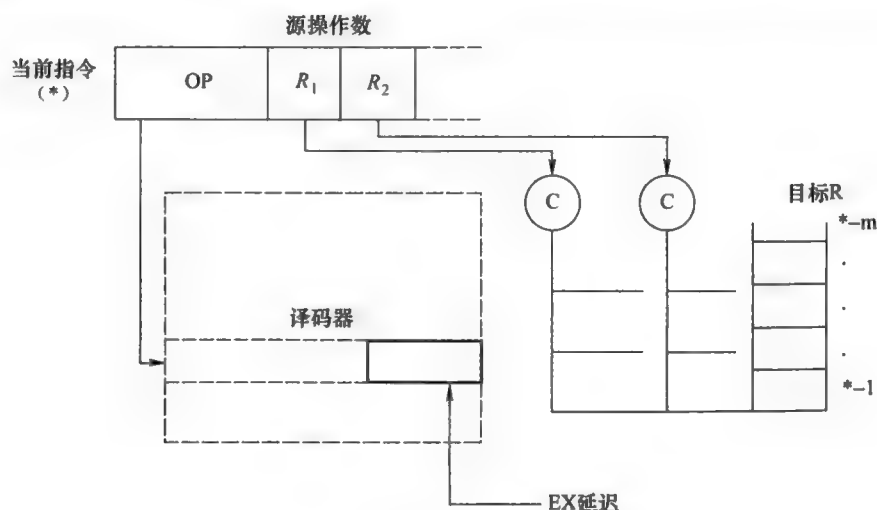 源操作数
当前指令
(*)
OP
R1
R2
C
C
目标R
*-m
.
.
.
*-1
译码器
EX延迟